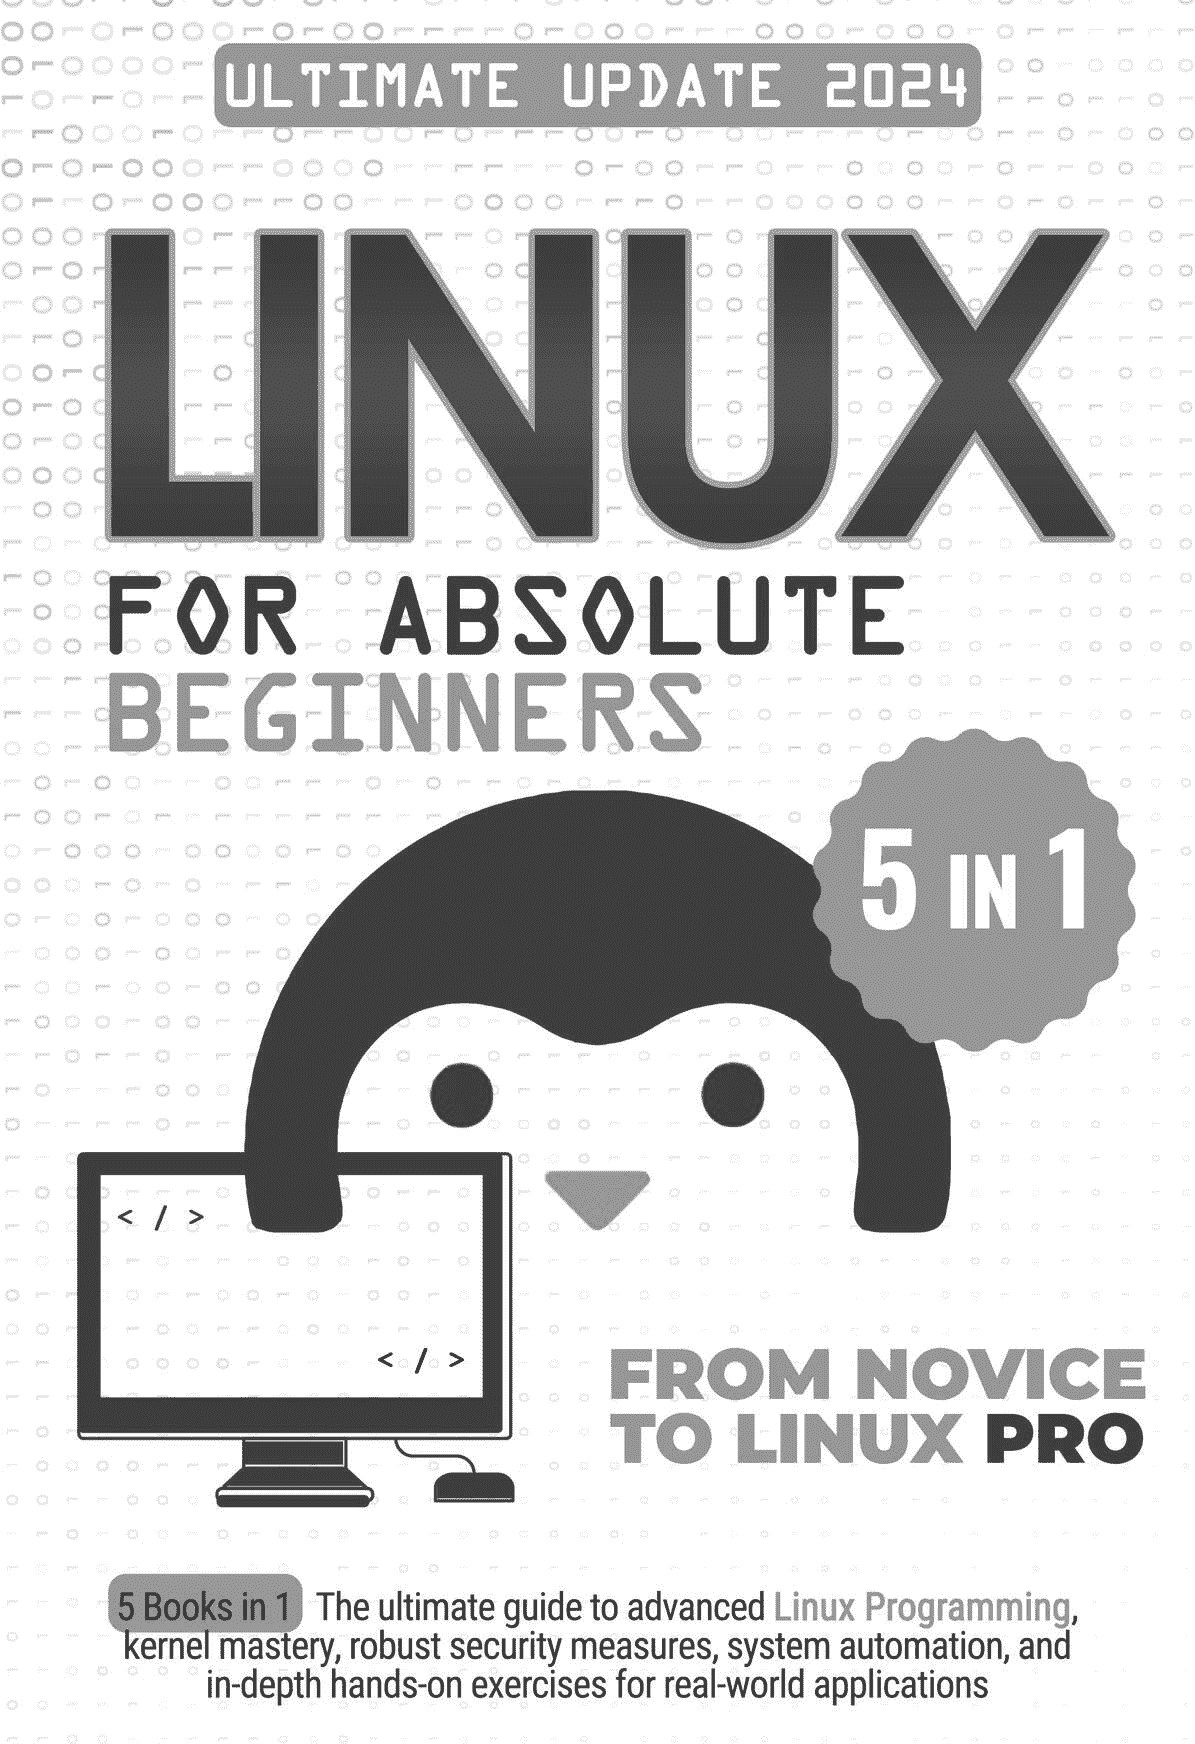 ULTIMATE UPDATE 2024
LINUX
FOR ABSOLUTE
BEGINNERS
5 IN 1
< / >
< / >
FROM NOVICE
TO LINUX PRO
5 Books in 1 The ultimate guide to advanced Linux Programming,
kernel mastery, robust security measures, system automation, and
in-depth hands-on exercises for real-world applications